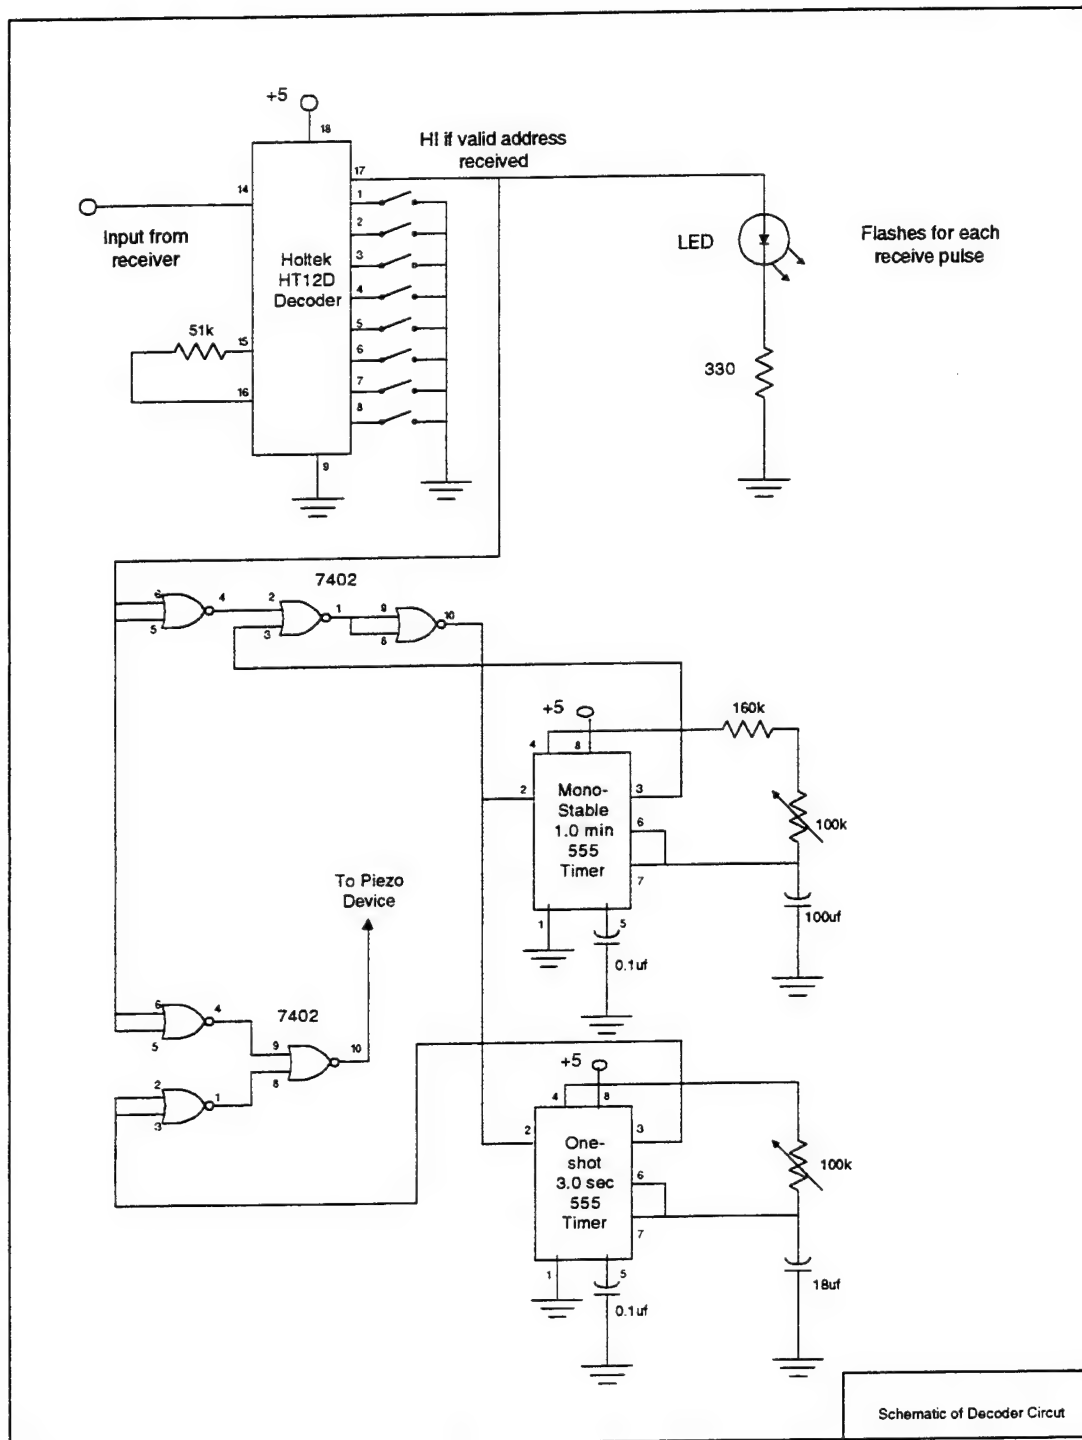 +5
18
HI if valid address
received
17
14
1
2
3
4
5
6
7
8
Input from
receiver
Holtek
HT12D
Decoder
LED
Flashes for each
receive pulse
51k
15
16
330
9
7402
6
5
4
2
3
1
9
8
10
+5
160k
4
8
2
Mono-
Stable
1.0 min
555
Timer
3
6
7
100k
1
5
0.1uf
100uf
To Piezo
Device
7402
6
5
4
9
8
10
2
3
1
+5
4
8
2
One-
shot
3.0 sec
555
Timer
3
6
7
100k
1
5
0.1uf
18uf
Schematic of Decoder Circut